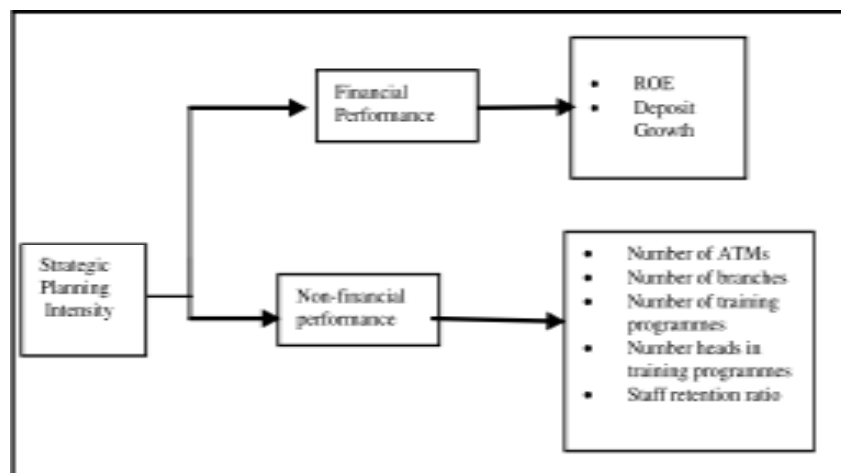 Financial
Performance
• ROE
• Deposit
Growth
Strategic
Planning
Intensity
Non-financial
performance
• Number of ATMs
• Number of branches
• Number of training
programmes
• Number heads in
training programmes
• Staff retention ratio